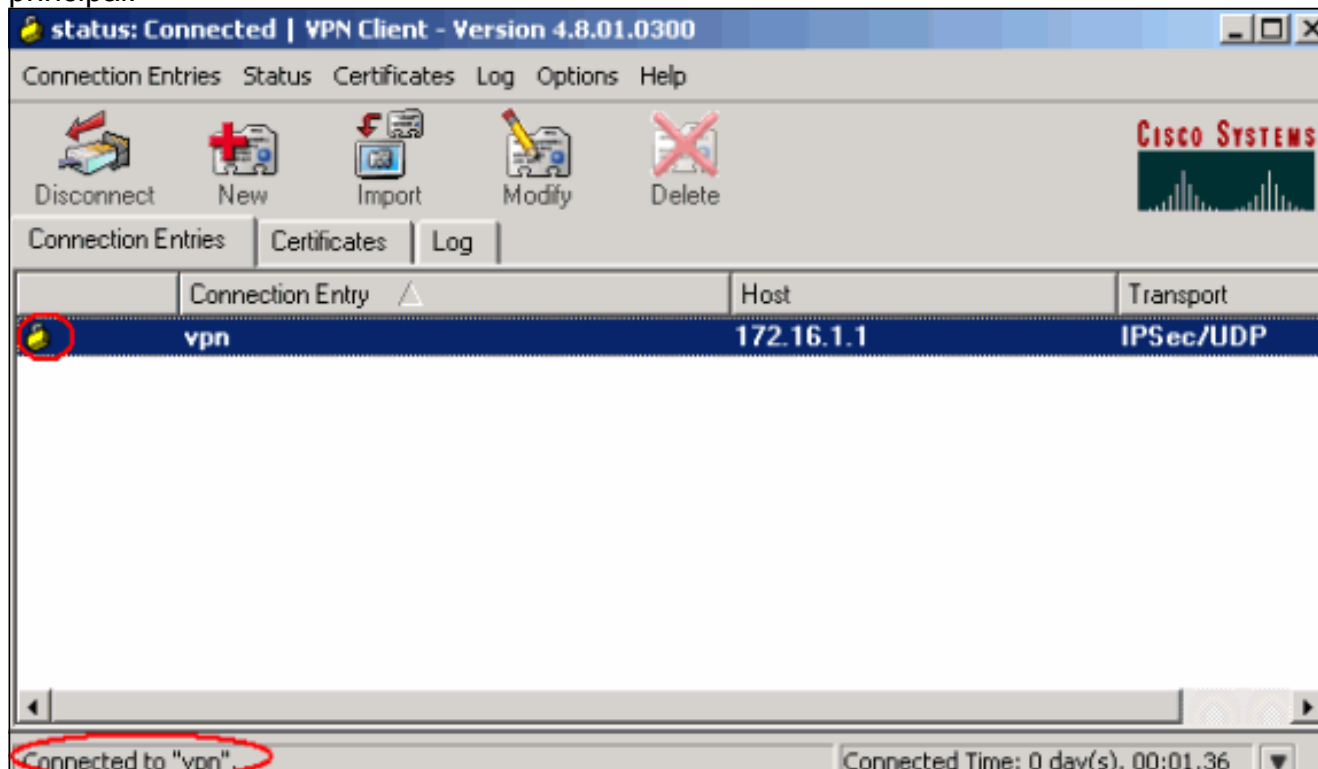 principal.
status: Connected | VPN Client - Version 4.8.01.0300
Connection Entries Status Certificates Log Options Help
CISCO SYSTEMS
Disconnect New Import Modify Delete
Connection Entries Certificates Log
Connection Entry Host Transport
vpn 172.16.1.1 IPSec/UDP
Connected to "vpn". Connected Time: 0 day(s), 00:01.36